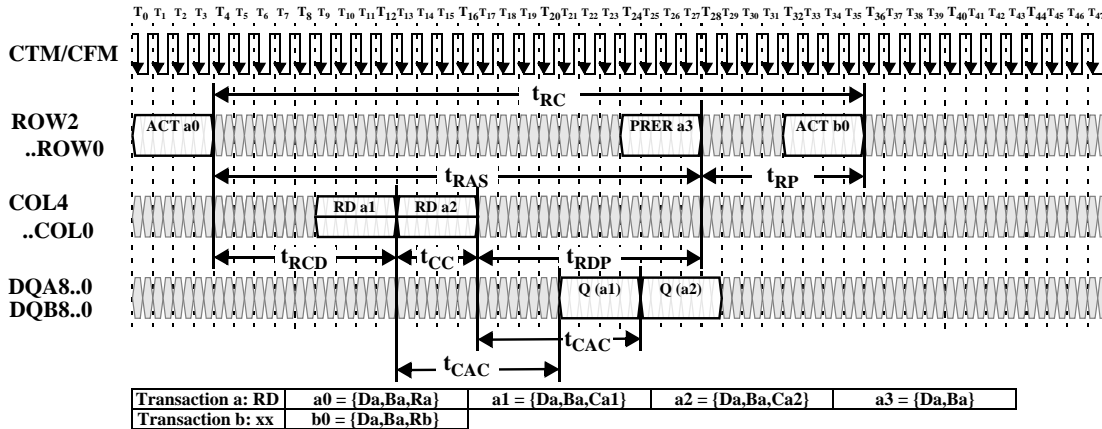 T0 T1 T2 T3 T4 T5 T6 T7 T8 T9 T10 T11 T12 T13 T14 T15 T16 T17 T18 T19 T20 T21 T22 T23 T24 T25 T26 T27 T28 T29 T30 T31 T32 T33 T34 T35 T36 T37 T38 T39 T40 T41 T42 T43 T44 T45 T46 T47
CTM/CFM
tRC
ROW2 ACT a0 PRER a3 ACT b0
..ROW0
tRAS tRP
COL4 RD a1 RD a2
..COL0
tRCD tCC tRDP
DQA8..0 Q (a1) Q (a2)
DQB8..0
tCAC
tCAC
Transaction a: RD a0 = {Da,Ba,Ra} a1 = {Da,Ba,Ca1} a2 = {Da,Ba,Ca2} a3 = {Da,Ba}
Transaction b: xx b0 = {Da,Ba,Rb}